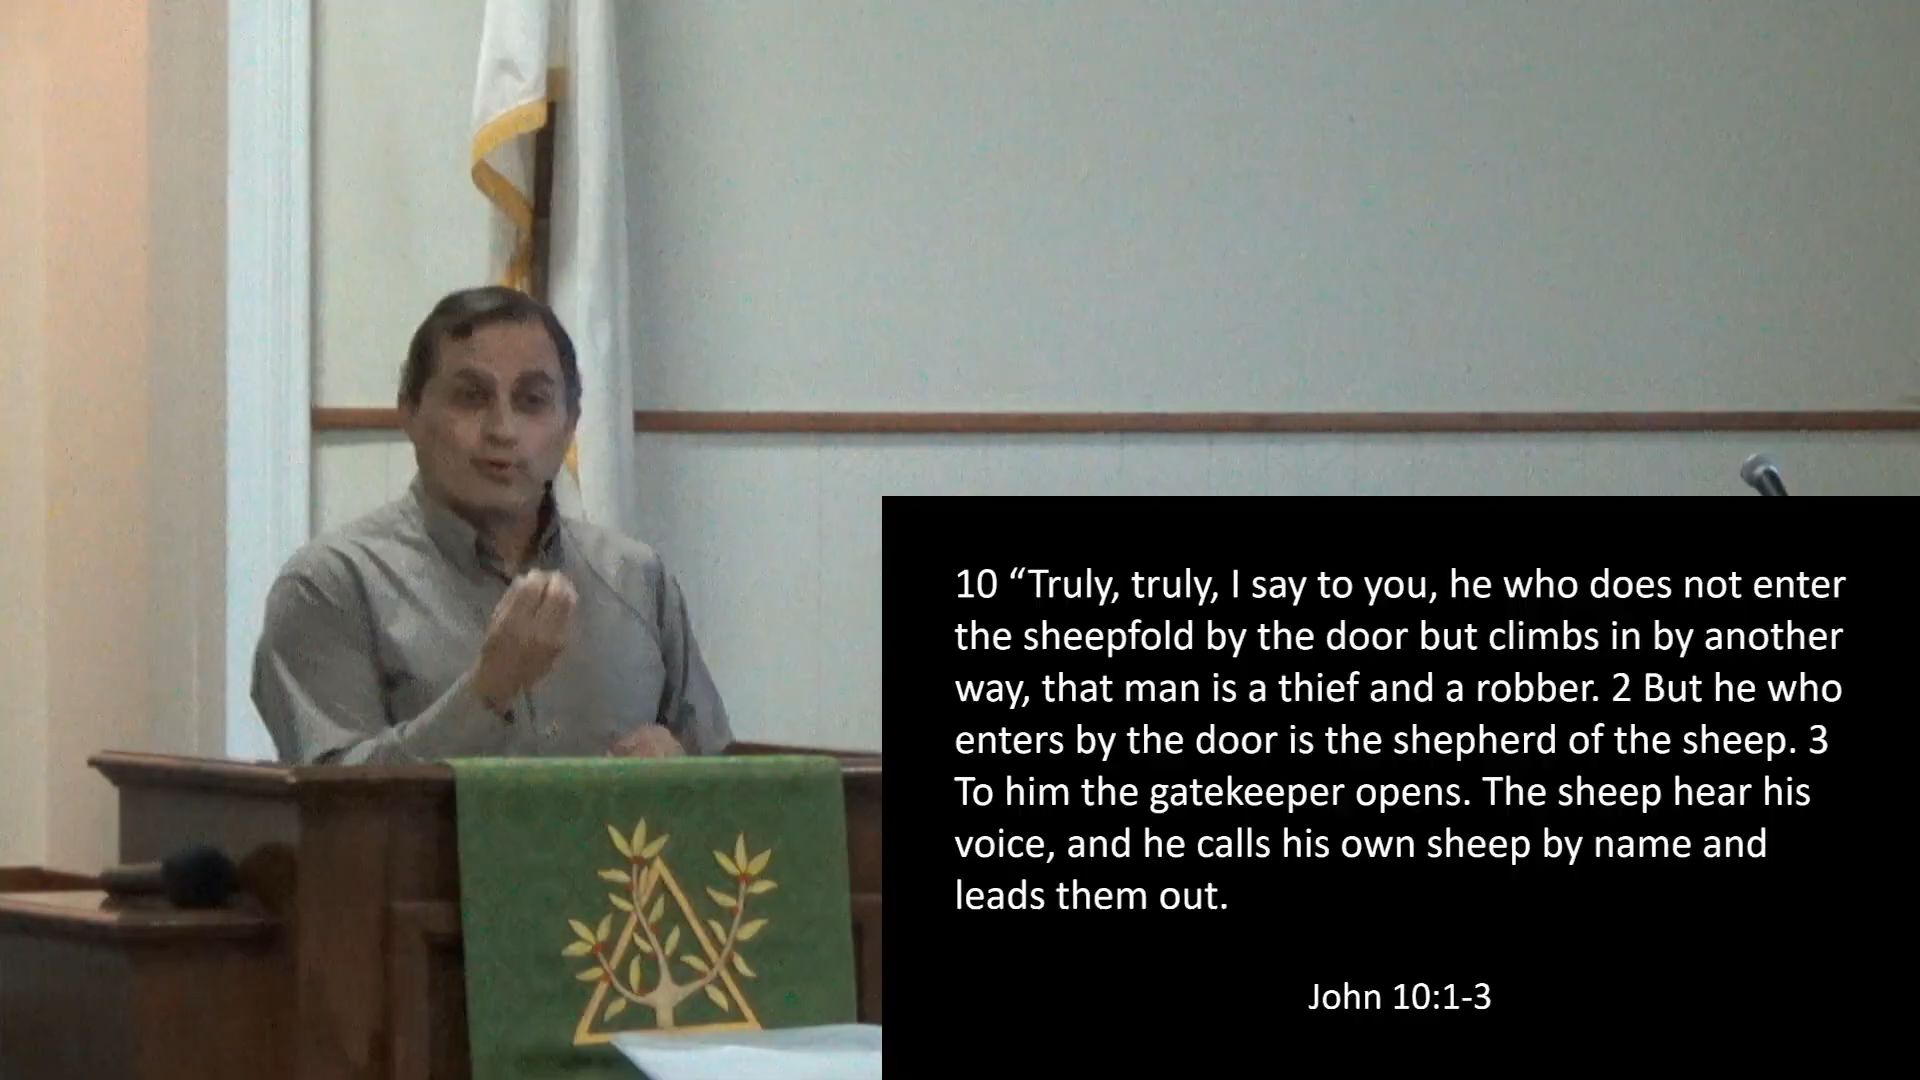 10 “Truly, truly, I say to you, he who does not enter
the sheepfold by the door but climbs in by another
way, that man is a thief and a robber. 2 But he who
enters by the door is the shepherd of the sheep. 3
To him the gatekeeper opens. The sheep hear his
voice, and he calls his own sheep by name and
leads them out.
John 10:1-3